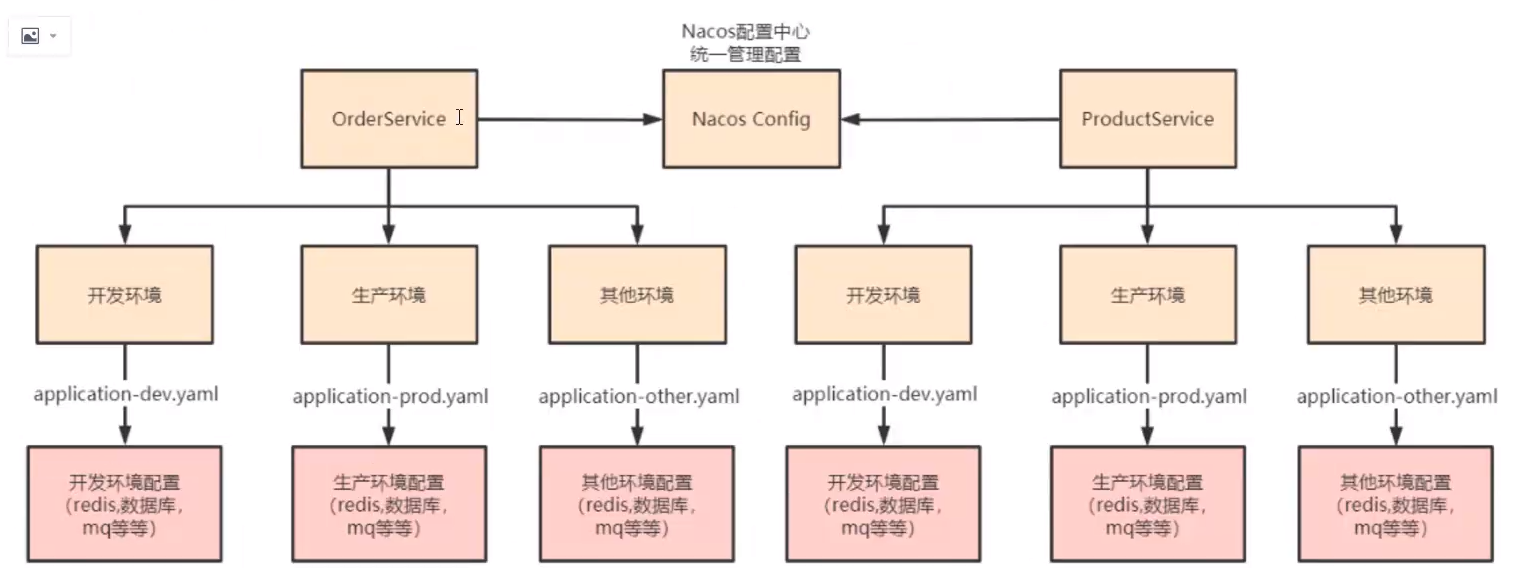 Nacos配置中心
统一管理配置
OrderService
Nacos Config
ProductService
开发环境
生产环境
其他环境
开发环境
生产环境
其他环境
application-dev.yaml
application-prod.yaml
application-other.yaml
application-dev.yaml
application-prod.yaml
application-other.yaml
开发环境配置
（redis,数据库，
mq等等）
生产环境配置
（redis,数据库，
mq等等）
其他环境配置
（redis,数据库，
mq等等）
开发环境配置
（redis,数据库，
mq等等）
生产环境配置
（redis,数据库，
mq等等）
其他环境配置
（redis,数据库，
mq等等）